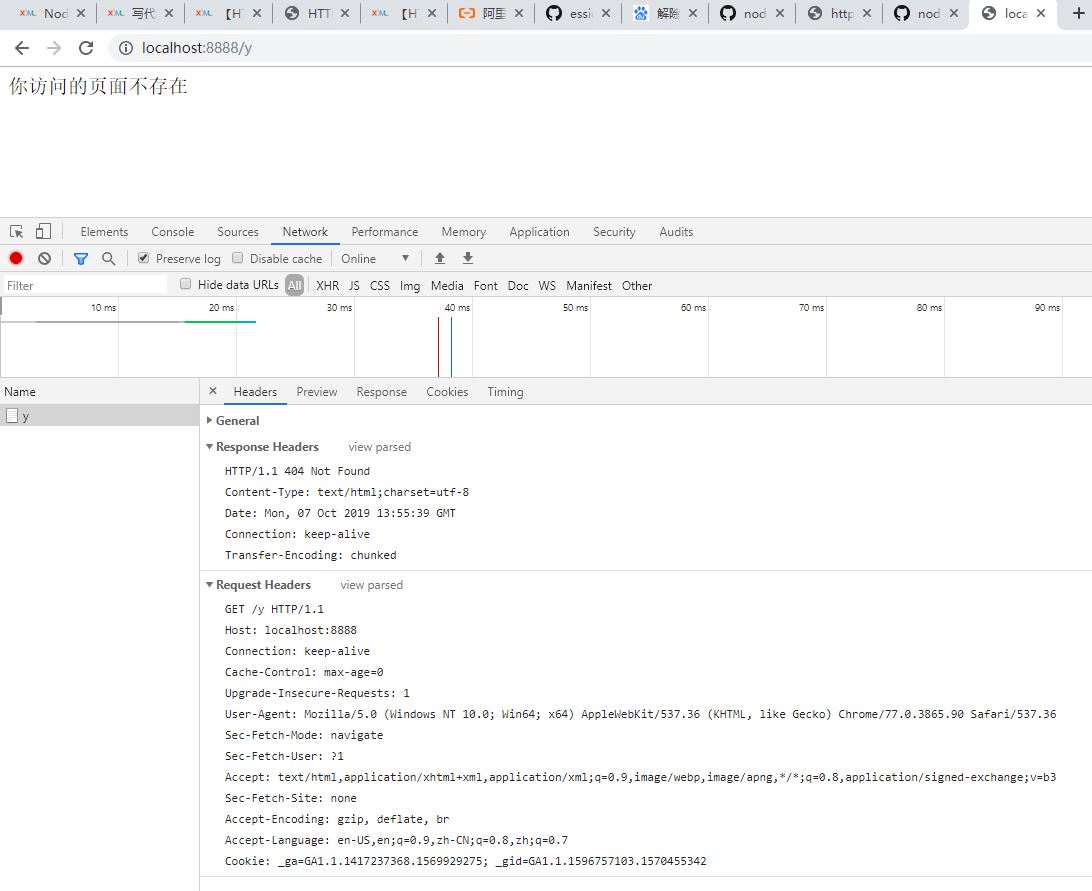 Nod 写代 【H HTT 【H 阿里 essi 解除 nod http nod loca
localhost:8888/y
你访问的页面不存在
Elements Console Sources Network Performance Memory Application Security Audits
Preserve log Disable cache Online
Filter Hide data URLs All XHR JS CSS Img Media Font Doc WS Manifest Other
10 ms 20 ms 30 ms 40 ms 50 ms 60 ms 70 ms 80 ms 90 ms
Name Headers Preview Response Cookies Timing
y
General
Response Headers view parsed
HTTP/1.1 404 Not Found
Content-Type: text/html;charset=utf-8
Date: Mon, 07 Oct 2019 13:55:39 GMT
Connection: keep-alive
Transfer-Encoding: chunked
Request Headers view parsed
GET /y HTTP/1.1
Host: localhost:8888
Connection: keep-alive
Cache-Control: max-age=0
Upgrade-Insecure-Requests: 1
User-Agent: Mozilla/5.0 (Windows NT 10.0; Win64; x64) AppleWebKit/537.36 (KHTML, like Gecko) Chrome/77.0.3865.90 Safari/537.36
Sec-Fetch-Mode: navigate
Sec-Fetch-User: ?1
Accept: text/html,application/xhtml+xml,application/xml;q=0.9,image/webp,image/apng,*/*;q=0.8,application/signed-exchange;v=b3
Sec-Fetch-Site: none
Accept-Encoding: gzip, deflate, br
Accept-Language: en-US,en;q=0.9,zh-CN;q=0.8,zh;q=0.7
Cookie: _ga=GA1.1.1417237368.1569929275; _gid=GA1.1.1596757103.1570455342